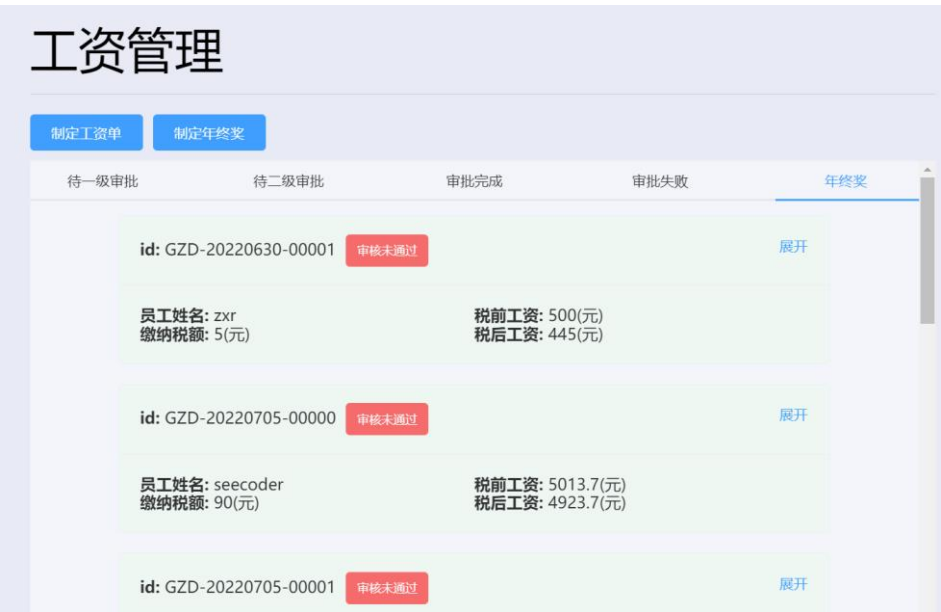 工资管理
制定工资单 制定年终奖
待一级审批 待二级审批 审批完成 审批失败 年终奖
id: GZD-20220630-00001 审核未通过 展开
员工姓名: zxr 税前工资: 500(元)
缴纳税额: 5(元) 税后工资: 445(元)
id: GZD-20220705-00000 审核未通过 展开
员工姓名: seecoder 税前工资: 5013.7(元)
缴纳税额: 90(元) 税后工资: 4923.7(元)
id: GZD-20220705-00001 审核未通过 展开